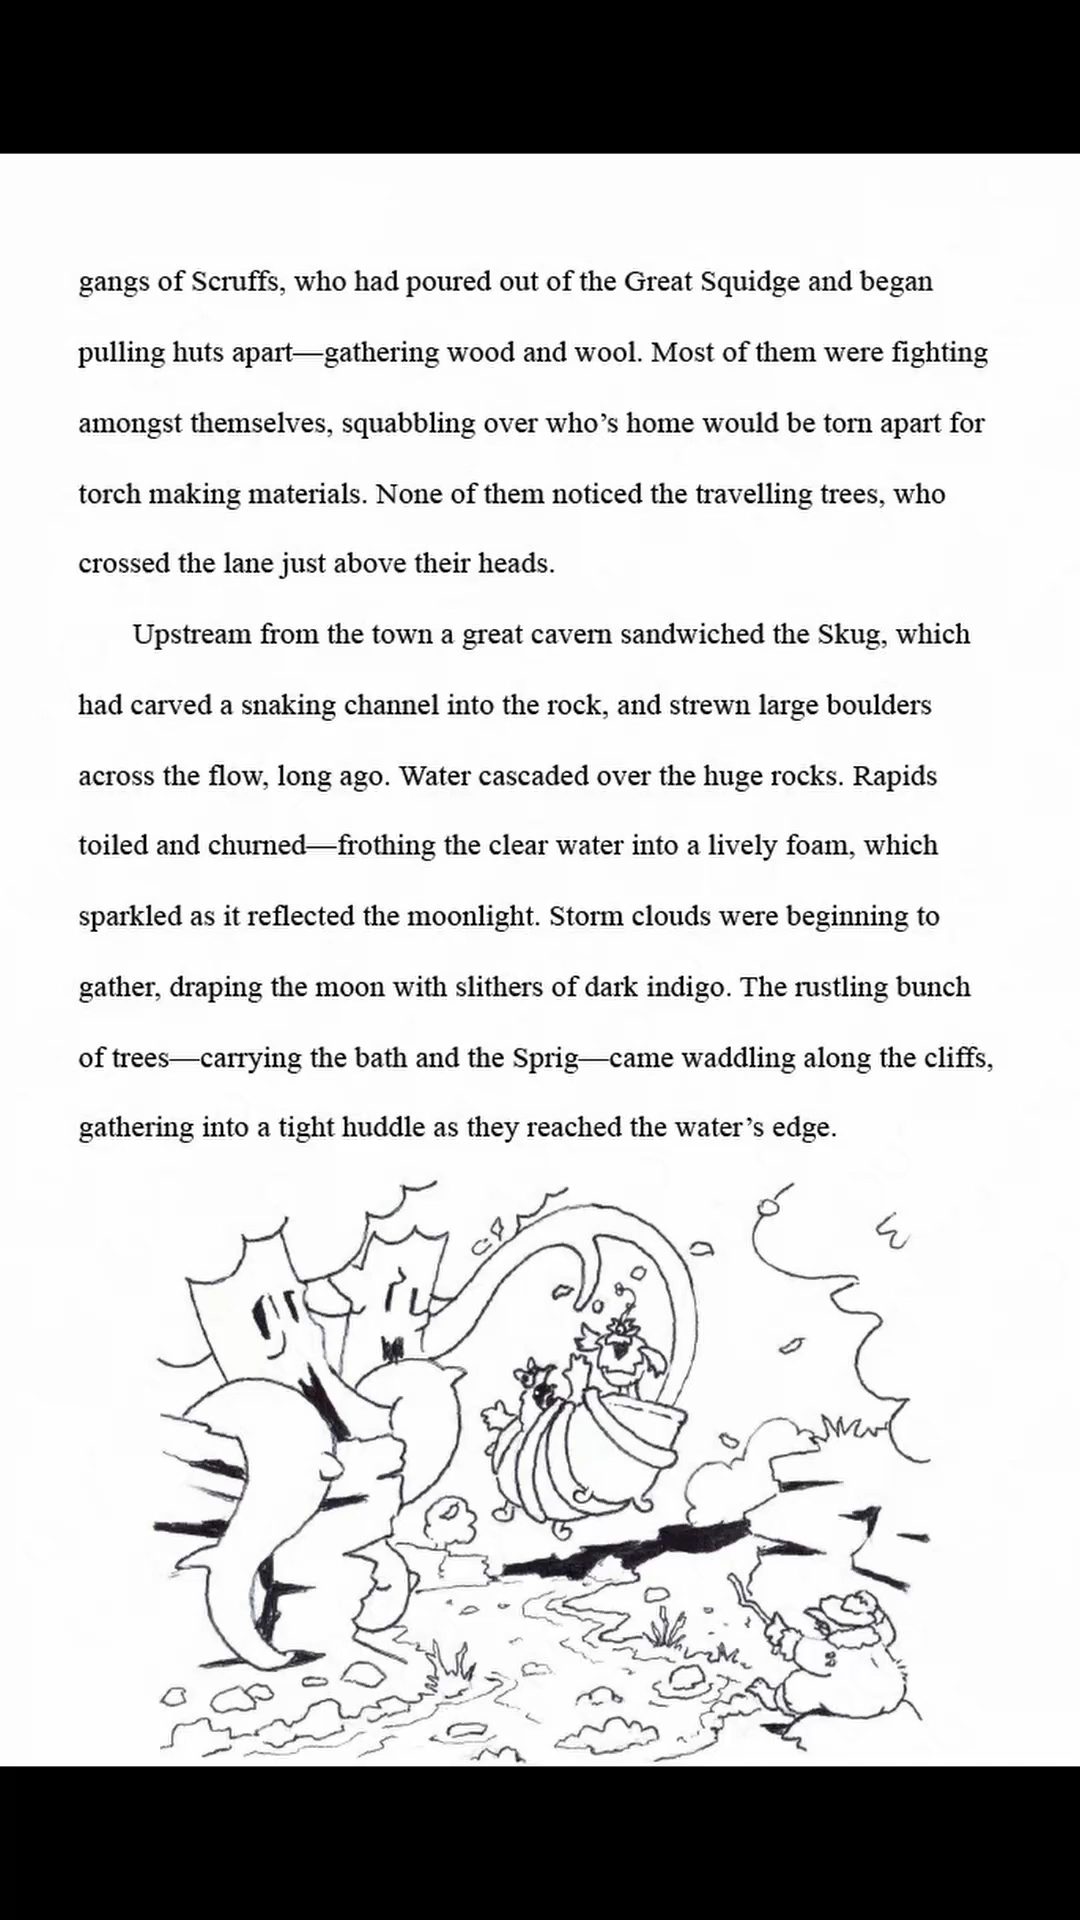 gangs of Scruffs, who had poured out of the Great Squidge and began
pulling huts apart—gathering wood and wool. Most of them were fighting
amongst themselves, squabbling over who’s home would be torn apart for
torch making materials. None of them noticed the travelling trees, who
crossed the lane just above their heads.
Upstream from the town a great cavern sandwiched the Skug, which
had carved a snaking channel into the rock, and strewn large boulders
across the flow, long ago. Water cascaded over the huge rocks. Rapids
toiled and churned—frothing the clear water into a lively foam, which
sparkled as it reflected the moonlight. Storm clouds were beginning to
gather, draping the moon with slithers of dark indigo. The rustling bunch
of trees—carrying the bath and the Sprig—came waddling along the cliffs,
gathering into a tight huddle as they reached the water’s edge.